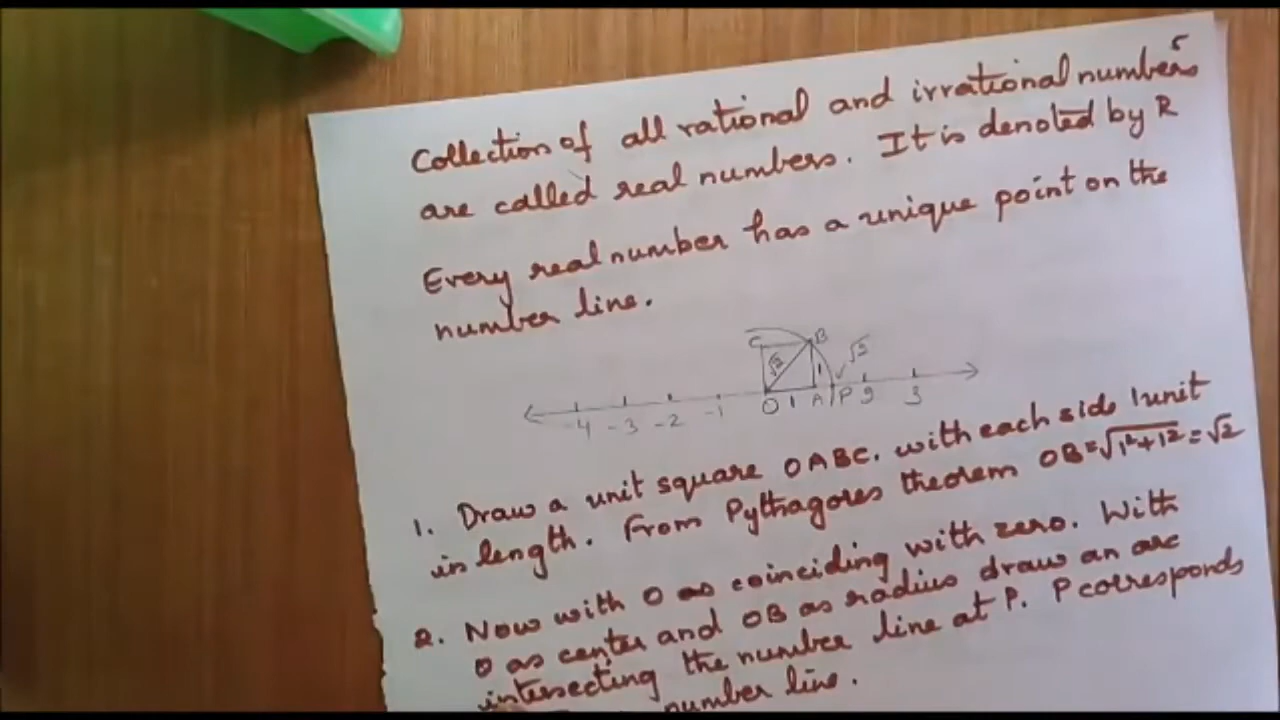 Collection of all rational and irrational numbers
are called real numbers. It is denoted by R
Every real number has a unique point on the
number line.
C B √2
√2 1
-4 -3 -2 -1 O 1 A P 2 3
1. Draw a unit square OABC. with each side 1unit
in length. From Pythagores theorem OB=√1²+1² = √2
2. Now with O as coinciding with zero. With
O as center and OB as radius draw an arc
intersecting the number line at P. P corresponds
number line.